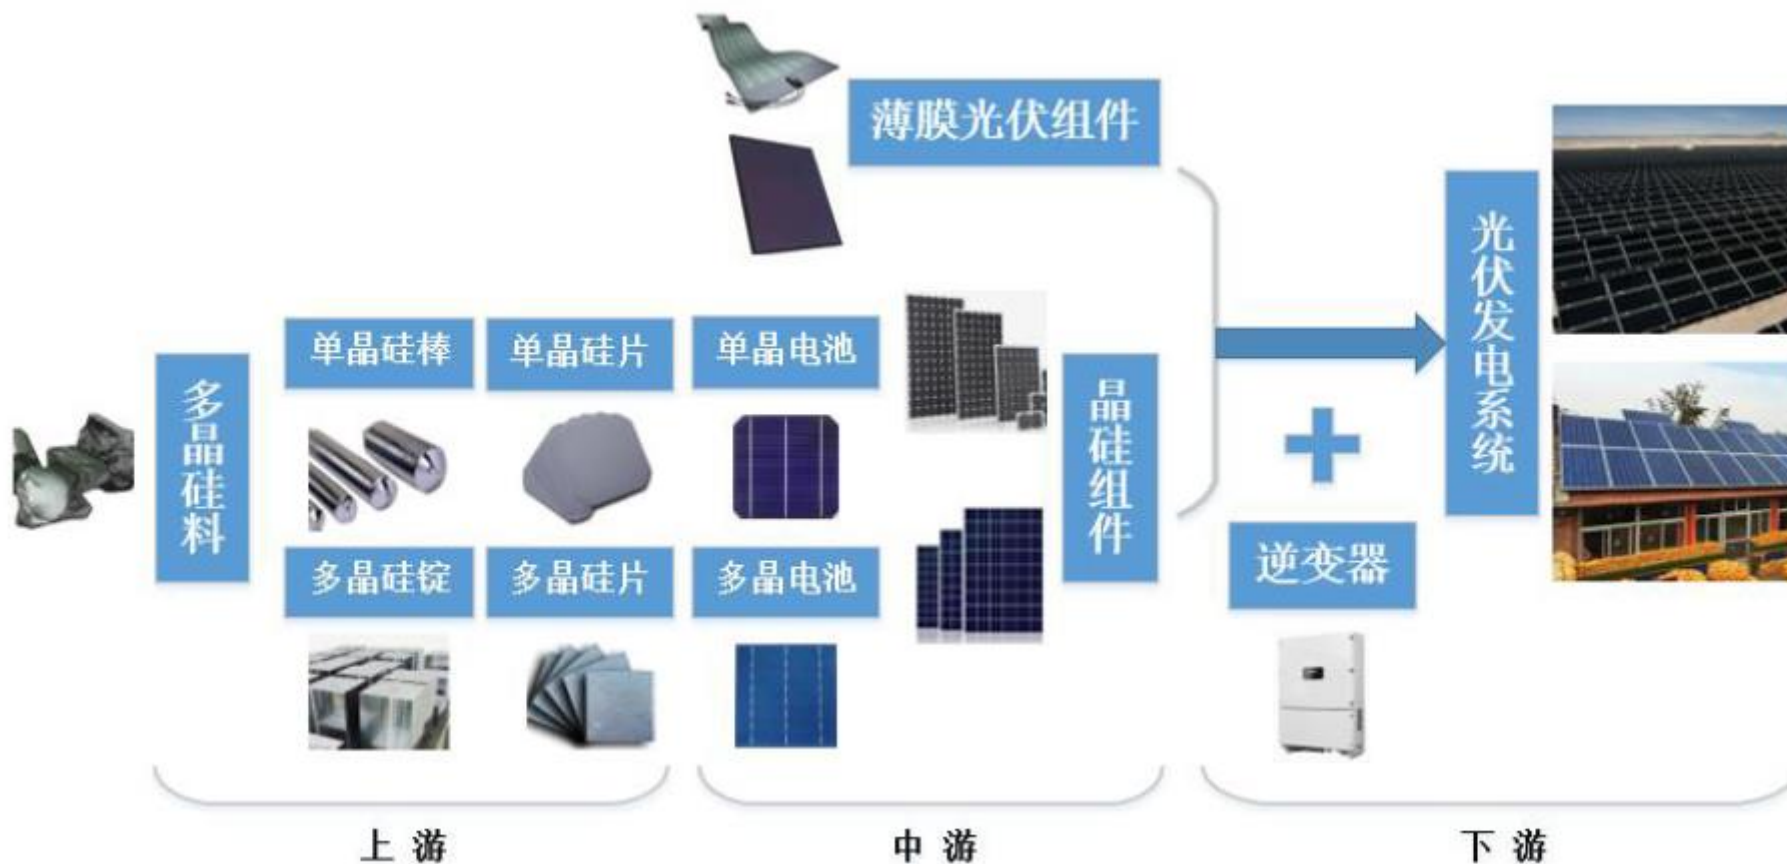 薄膜光伏组件
多晶硅料
单晶硅棒
单晶硅片
单晶电池
多晶硅锭
多晶硅片
多晶电池
晶硅组件
逆变器
光伏发电系统
上游
中游
下游